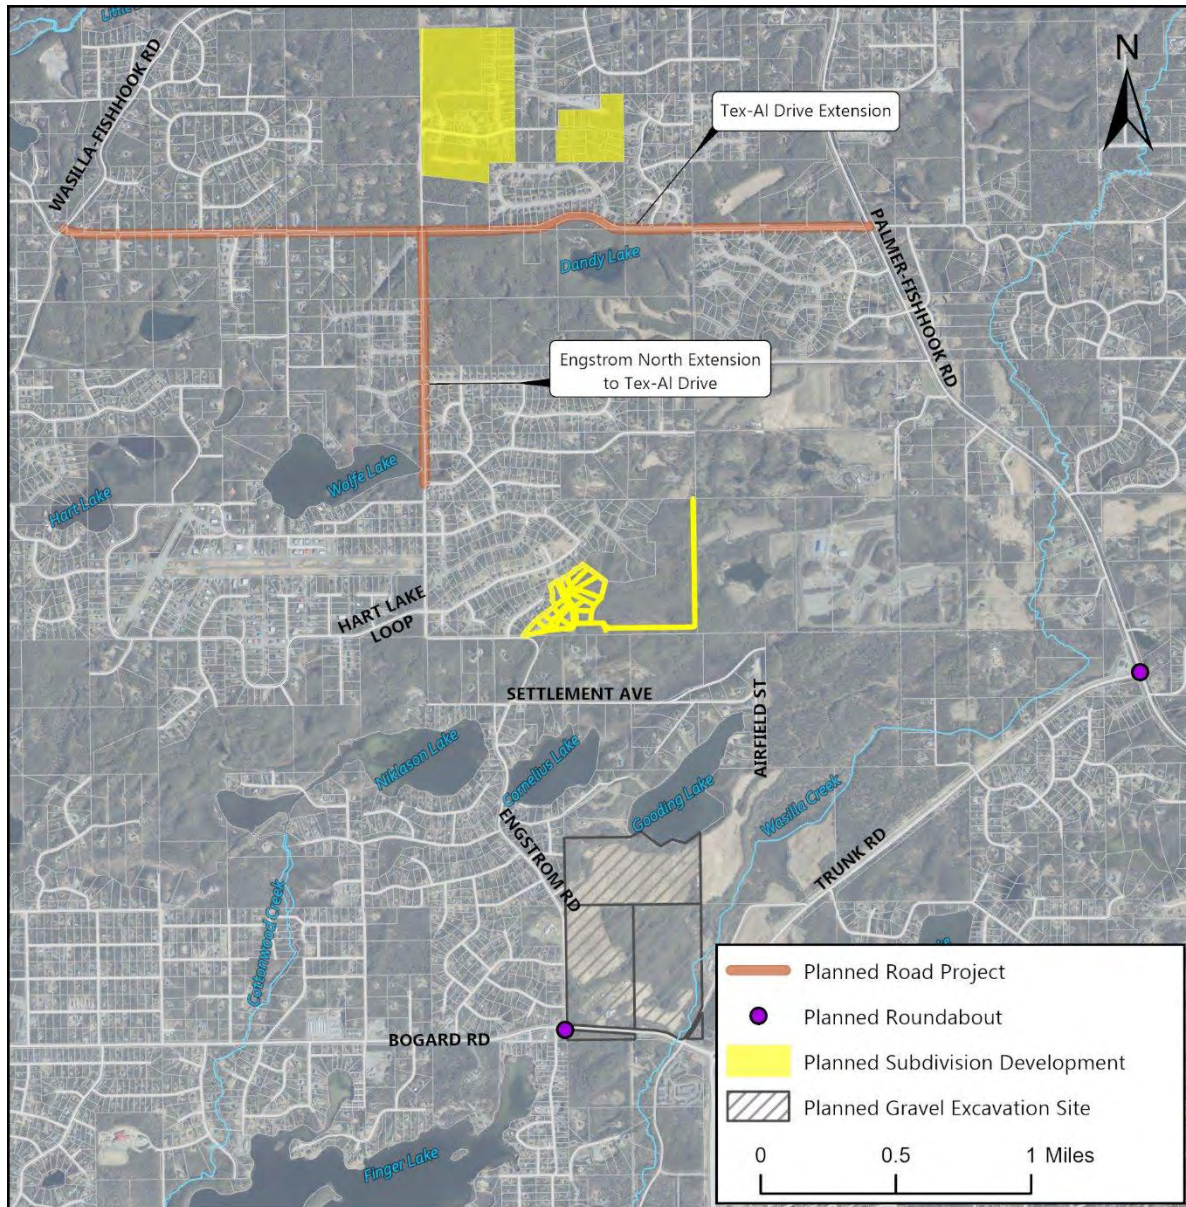 Little
WASILLA-FISHHOOK RD
N
Tex-Al Drive Extension
PALMER-FISHHOOK RD
Dandy Lake
Engstrom North Extension
to Tex-Al Drive
Wolfe Lake
Hart Lake
HART LAKE
LOOP
SETTLEMENT AVE
AIRFIELD ST
Niklason Lake
Cornelius Lake
Gooding Lake
Wasilla Creek
ENGSTROM RD
TRUNK RD
Cottonwood Creek
BOGARD RD
Finger Lake
Planned Road Project
Planned Roundabout
Planned Subdivision Development
Planned Gravel Excavation Site
0 0.5 1 Miles